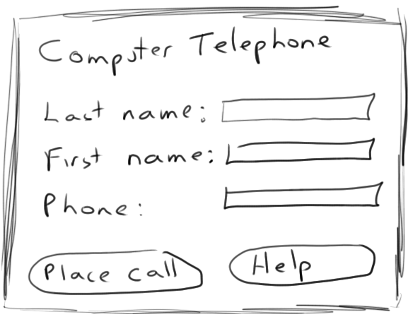 Computer Telephone
Last name:
First name:
Phone:
Place call
Help